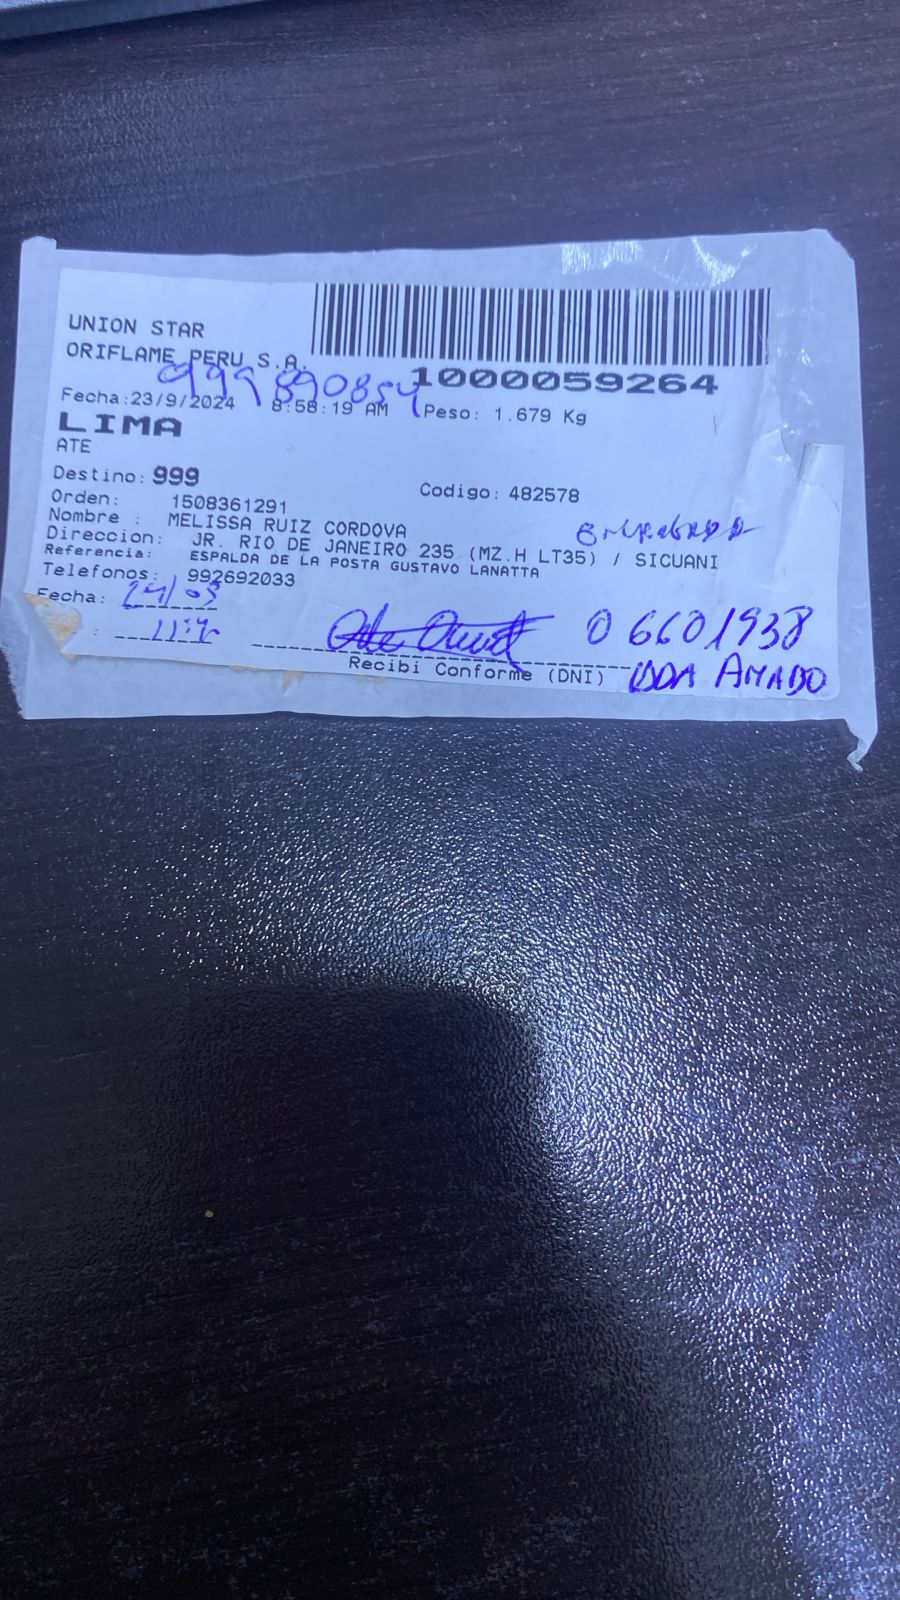 UNION STAR
ORIFLAME PERU S.A.
999890854
1000059264
Fecha:23/9/2024 8:58:19 AM Peso: 1.679 Kg
LIMA
ATE
Destino: 999
Codigo: 482578
Orden: 1508361291
Nombre : MELISSA RUIZ CORDOVA
Direccion: JR. RIO DE JANEIRO 235 (MZ.H LT35) / SICUANI
Referencia: ESPALDA DE LA POSTA GUSTAVO LANATTA
Telefonos: 992692033
Fecha:
06601938
Recibi Conforme (DNI)
AMADO